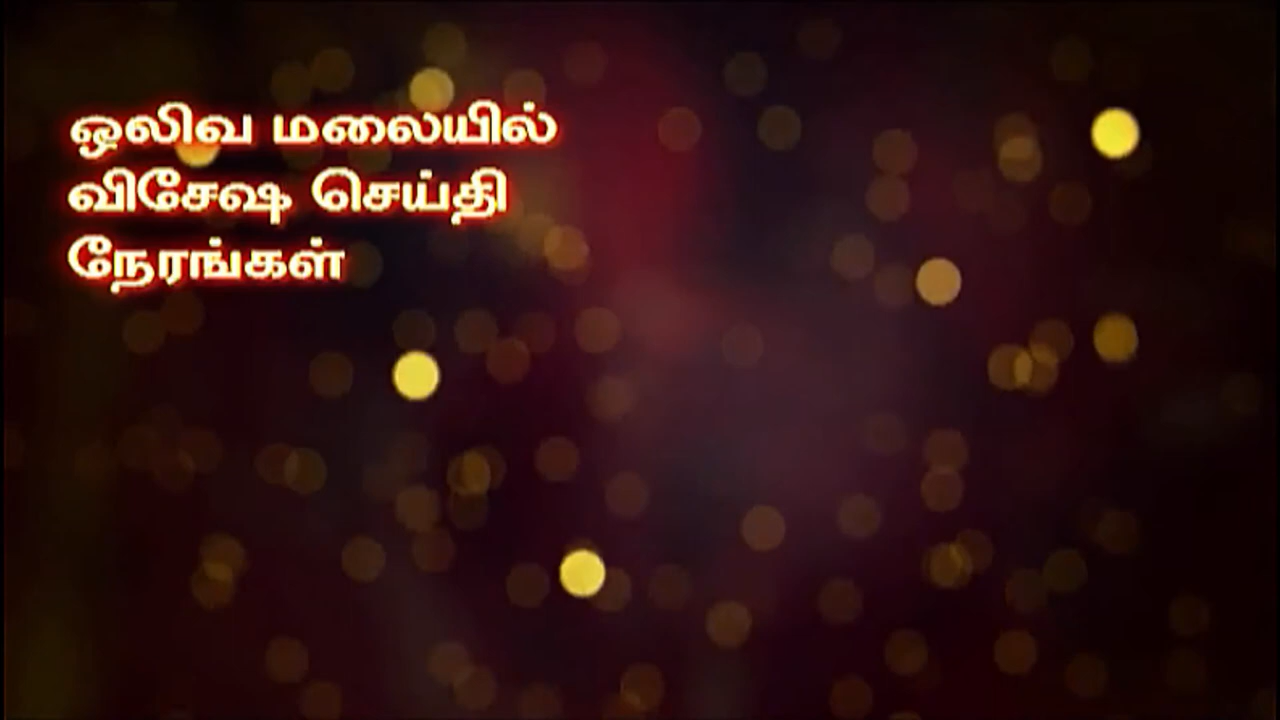 ஒலிவ மலையில்
விசேஷ செய்தி
நேரங்கள்